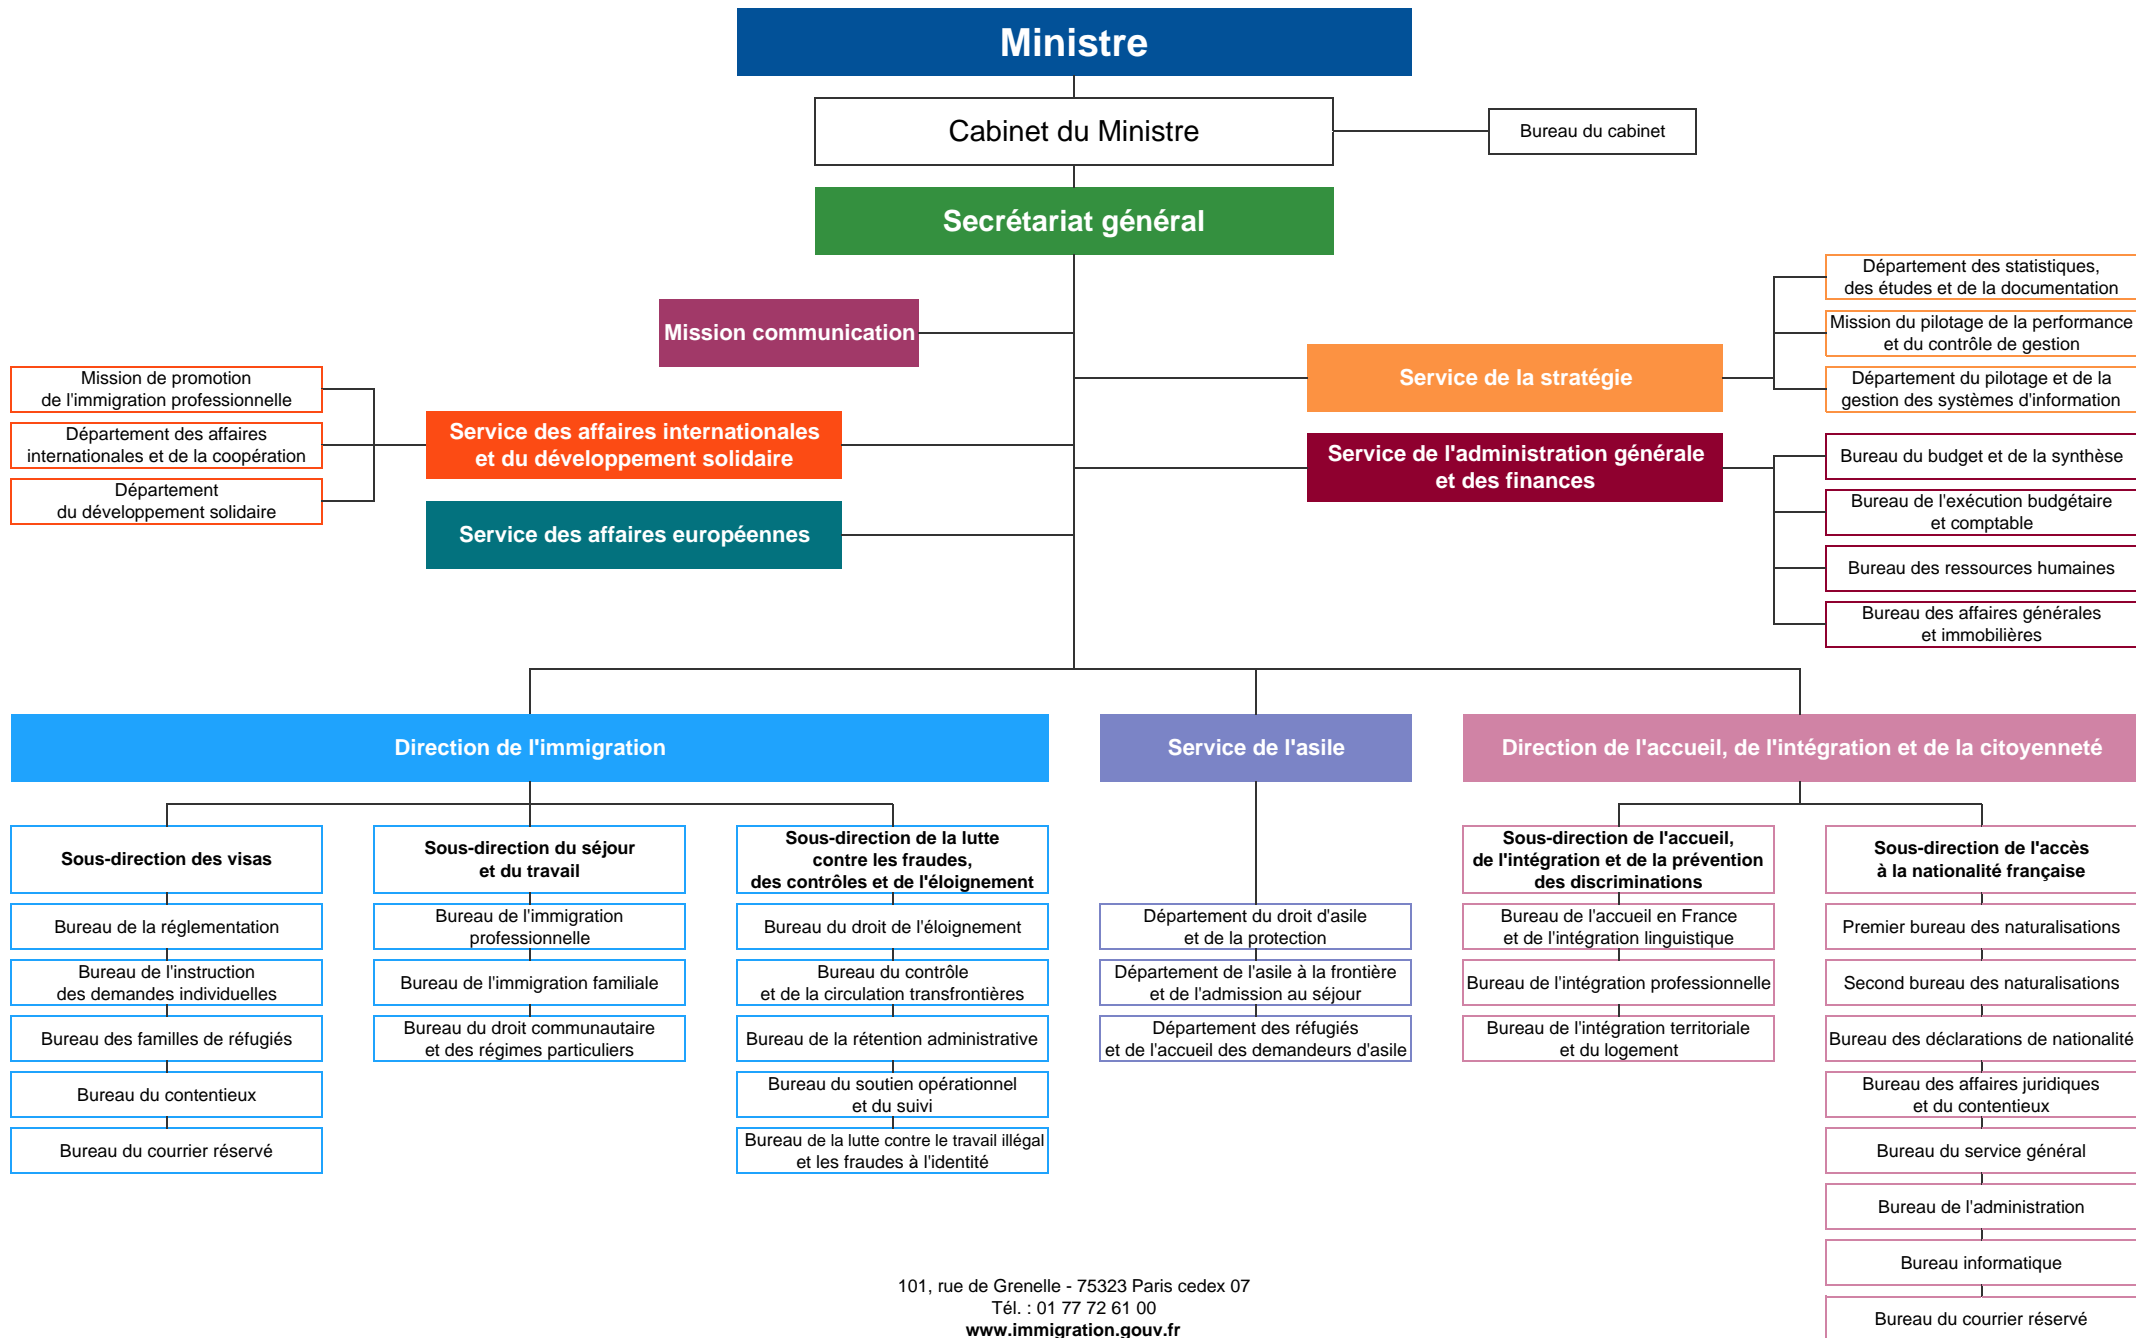 Ministre
Cabinet du Ministre
Bureau du cabinet
Secrétariat général
Mission communication
Service de la stratégie
Département des statistiques,
des études et de la documentation
Mission du pilotage de la performance
et du contrôle de gestion
Département du pilotage et de la
gestion des systèmes d'information
Mission de promotion
de l'immigration professionnelle
Département des affaires
internationales et de la coopération
Département
du développement solidaire
Service des affaires internationales
et du développement solidaire
Service des affaires européennes
Service de l'administration générale
et des finances
Bureau du budget et de la synthèse
Bureau de l'exécution budgétaire
et comptable
Bureau des ressources humaines
Bureau des affaires générales
et immobilières
Direction de l'immigration
Service de l'asile
Direction de l'accueil, de l'intégration et de la citoyenneté
Sous-direction des visas
Bureau de la réglementation
Bureau de l'instruction
des demandes individuelles
Bureau des familles de réfugiés
Bureau du contentieux
Bureau du courrier réservé
Sous-direction du séjour
et du travail
Bureau de l'immigration
professionnelle
Bureau de l'immigration familiale
Bureau du droit communautaire
et des régimes particuliers
Sous-direction de la lutte
contre les fraudes,
des contrôles et de l'éloignement
Bureau du droit de l'éloignement
Bureau du contrôle
et de la circulation transfrontières
Bureau de la rétention administrative
Bureau du soutien opérationnel
et du suivi
Bureau de la lutte contre le travail illégal
et les fraudes à l'identité
Département du droit d'asile
et de la protection
Département de l'asile à la frontière
et de l'admission au séjour
Département des réfugiés
et de l'accueil des demandeurs d'asile
Sous-direction de l'accueil,
de l'intégration et de la prévention
des discriminations
Bureau de l'accueil en France
et de l'intégration linguistique
Bureau de l'intégration professionnelle
Bureau de l'intégration territoriale
et du logement
Sous-direction de l'accès
à la nationalité française
Premier bureau des naturalisations
Second bureau des naturalisations
Bureau des déclarations de nationalité
Bureau des affaires juridiques
et du contentieux
Bureau du service général
Bureau de l'administration
Bureau informatique
Bureau du courrier réservé
101, rue de Grenelle - 75323 Paris cedex 07
Tél. : 01 77 72 61 00
www.immigration.gouv.fr